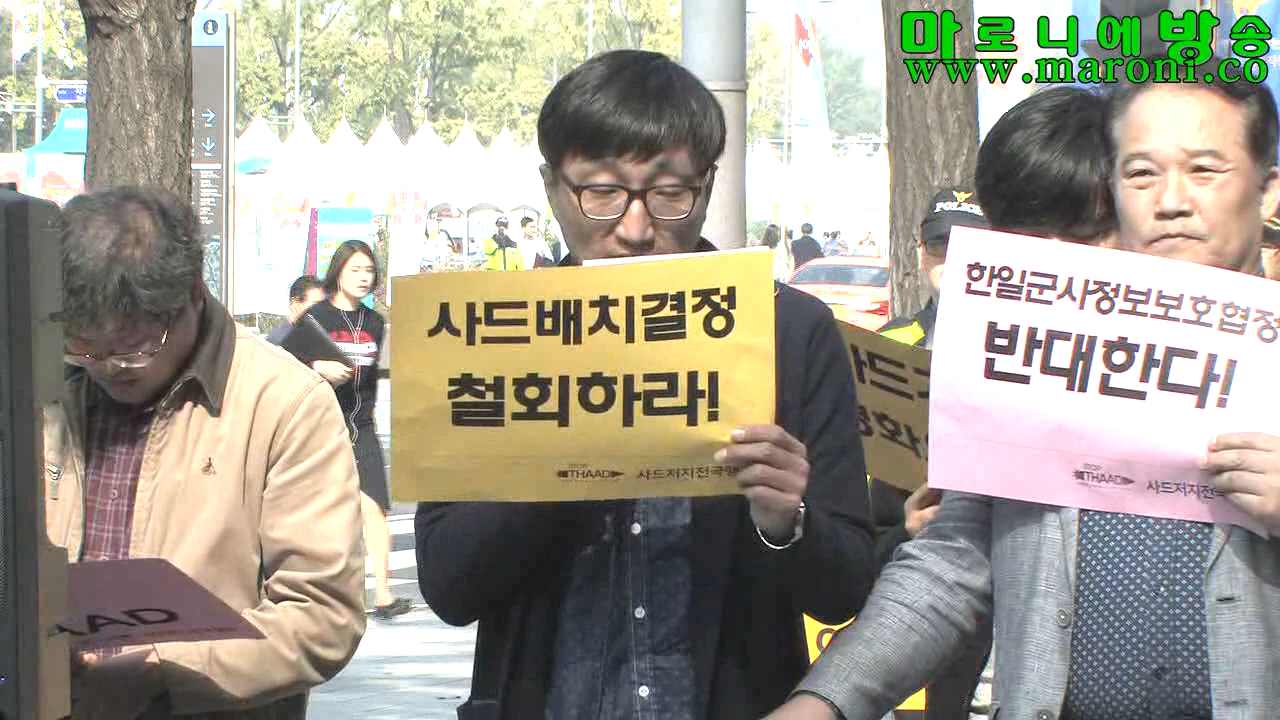 마로니에방송
www.maroni.co
POLICE
사드배치결정
철회하라!
STOP
THAAD
사드저지전국행
한일군사정보보호협정
반대한다!
STOP
THAAD
사드저지전국
AAD